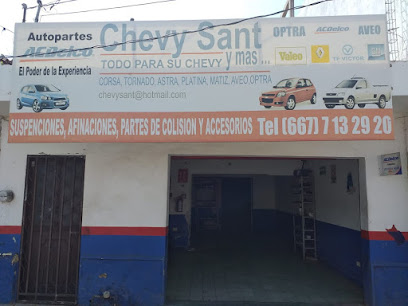 Autopartes
ACDelco
El Poder de la Experiencia
Chevy Sant
y mas
TODO PARA SU CHEVY
CORSA, TORNADO, ASTRA, PLATINA, MATIZ, AVEO, OPTRA
chevysant@hotmail.com
OPTRA
ACDelco
AVEO
Valeo
SUSPENCIONES, AFINACIONES, PARTES DE COLISION Y ACCESORIOS Tel (667) 7 13 29 20
ACDelco